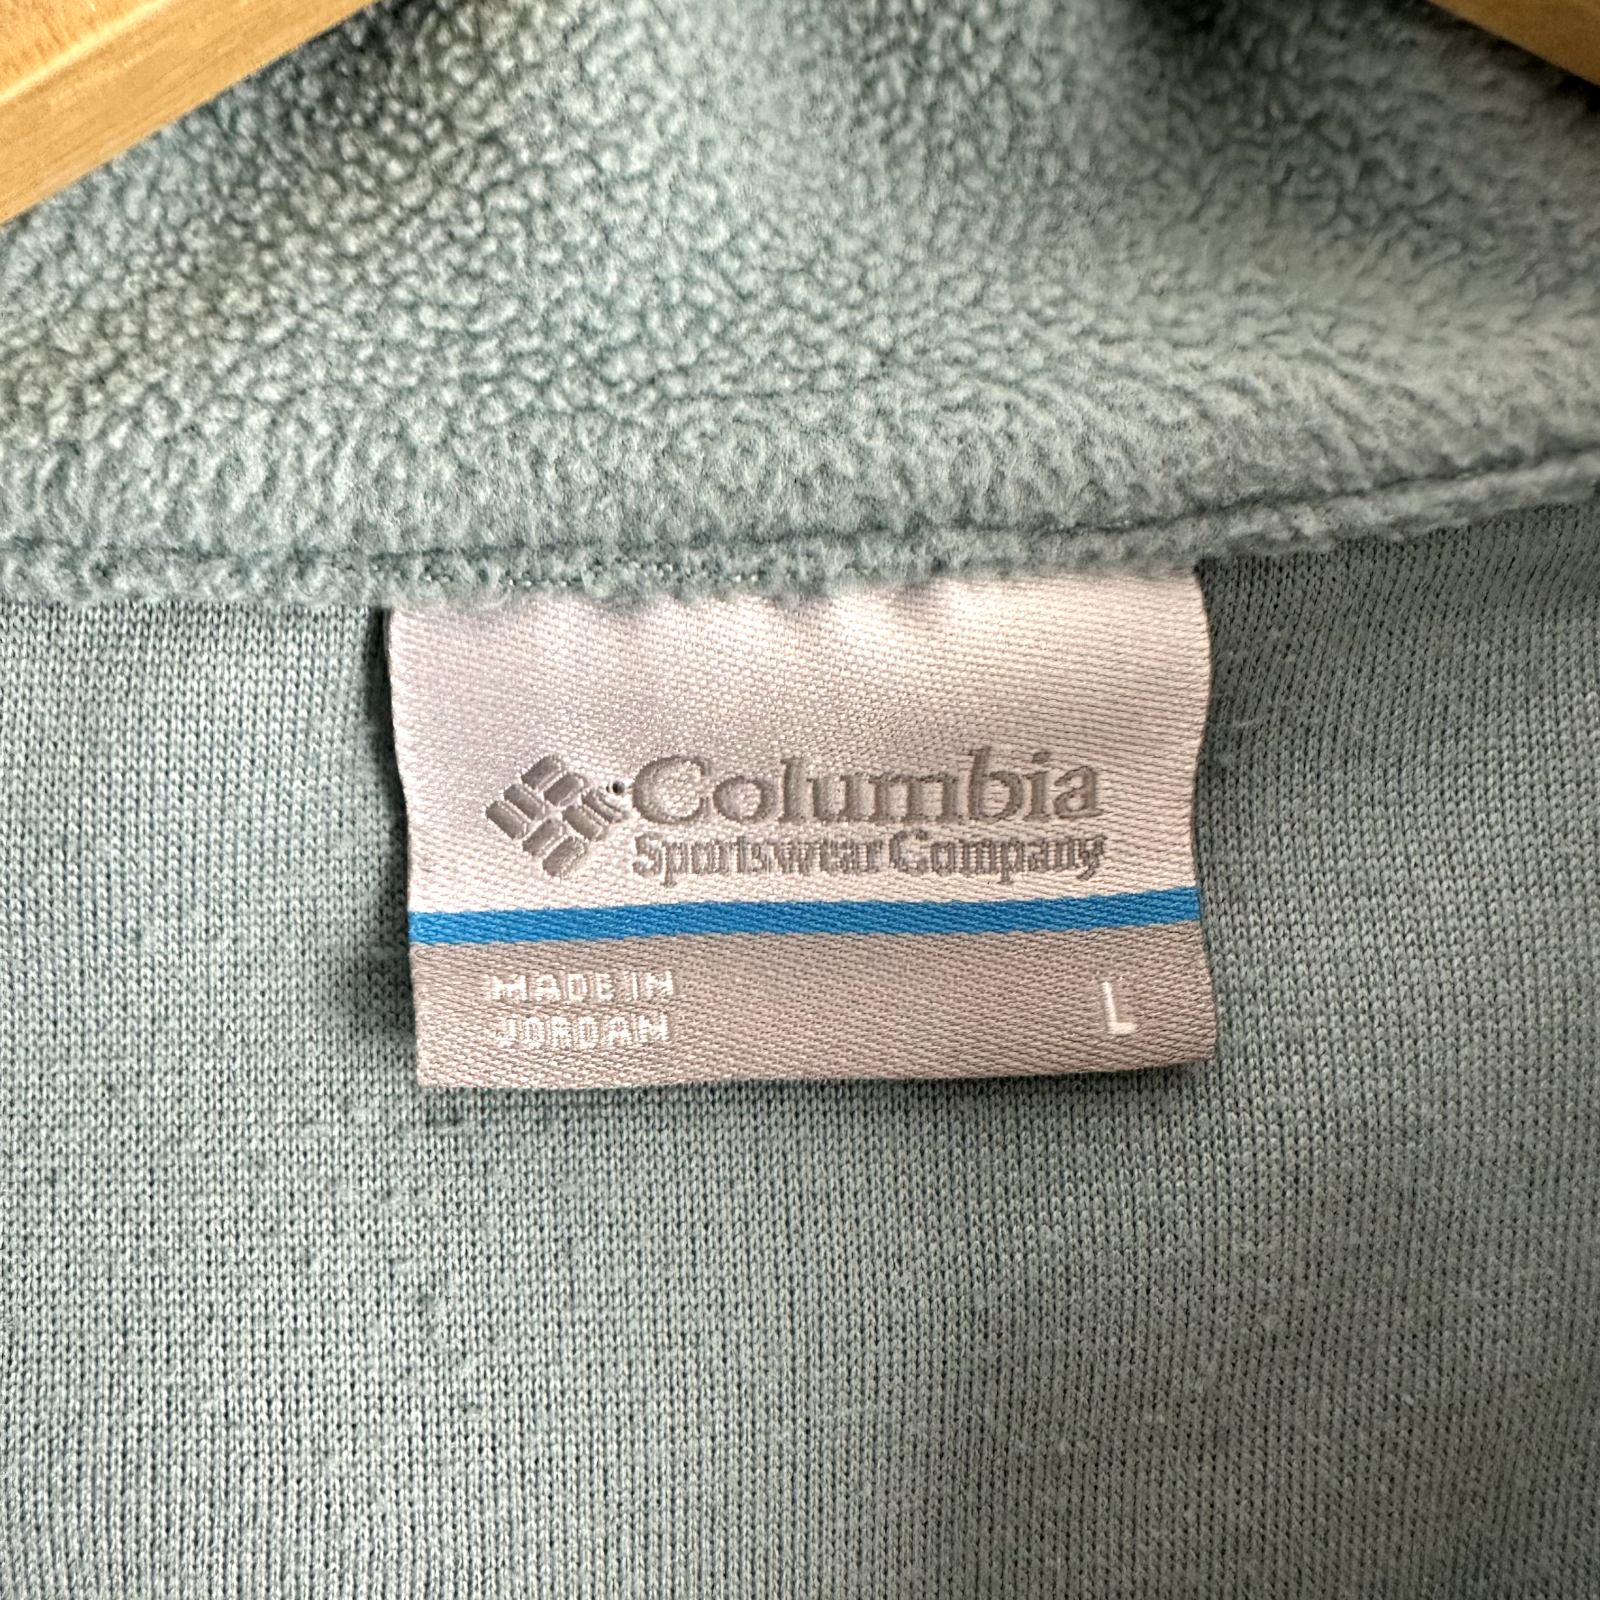 Columbia
Sportswear Company
MADE IN
JORDAN
L